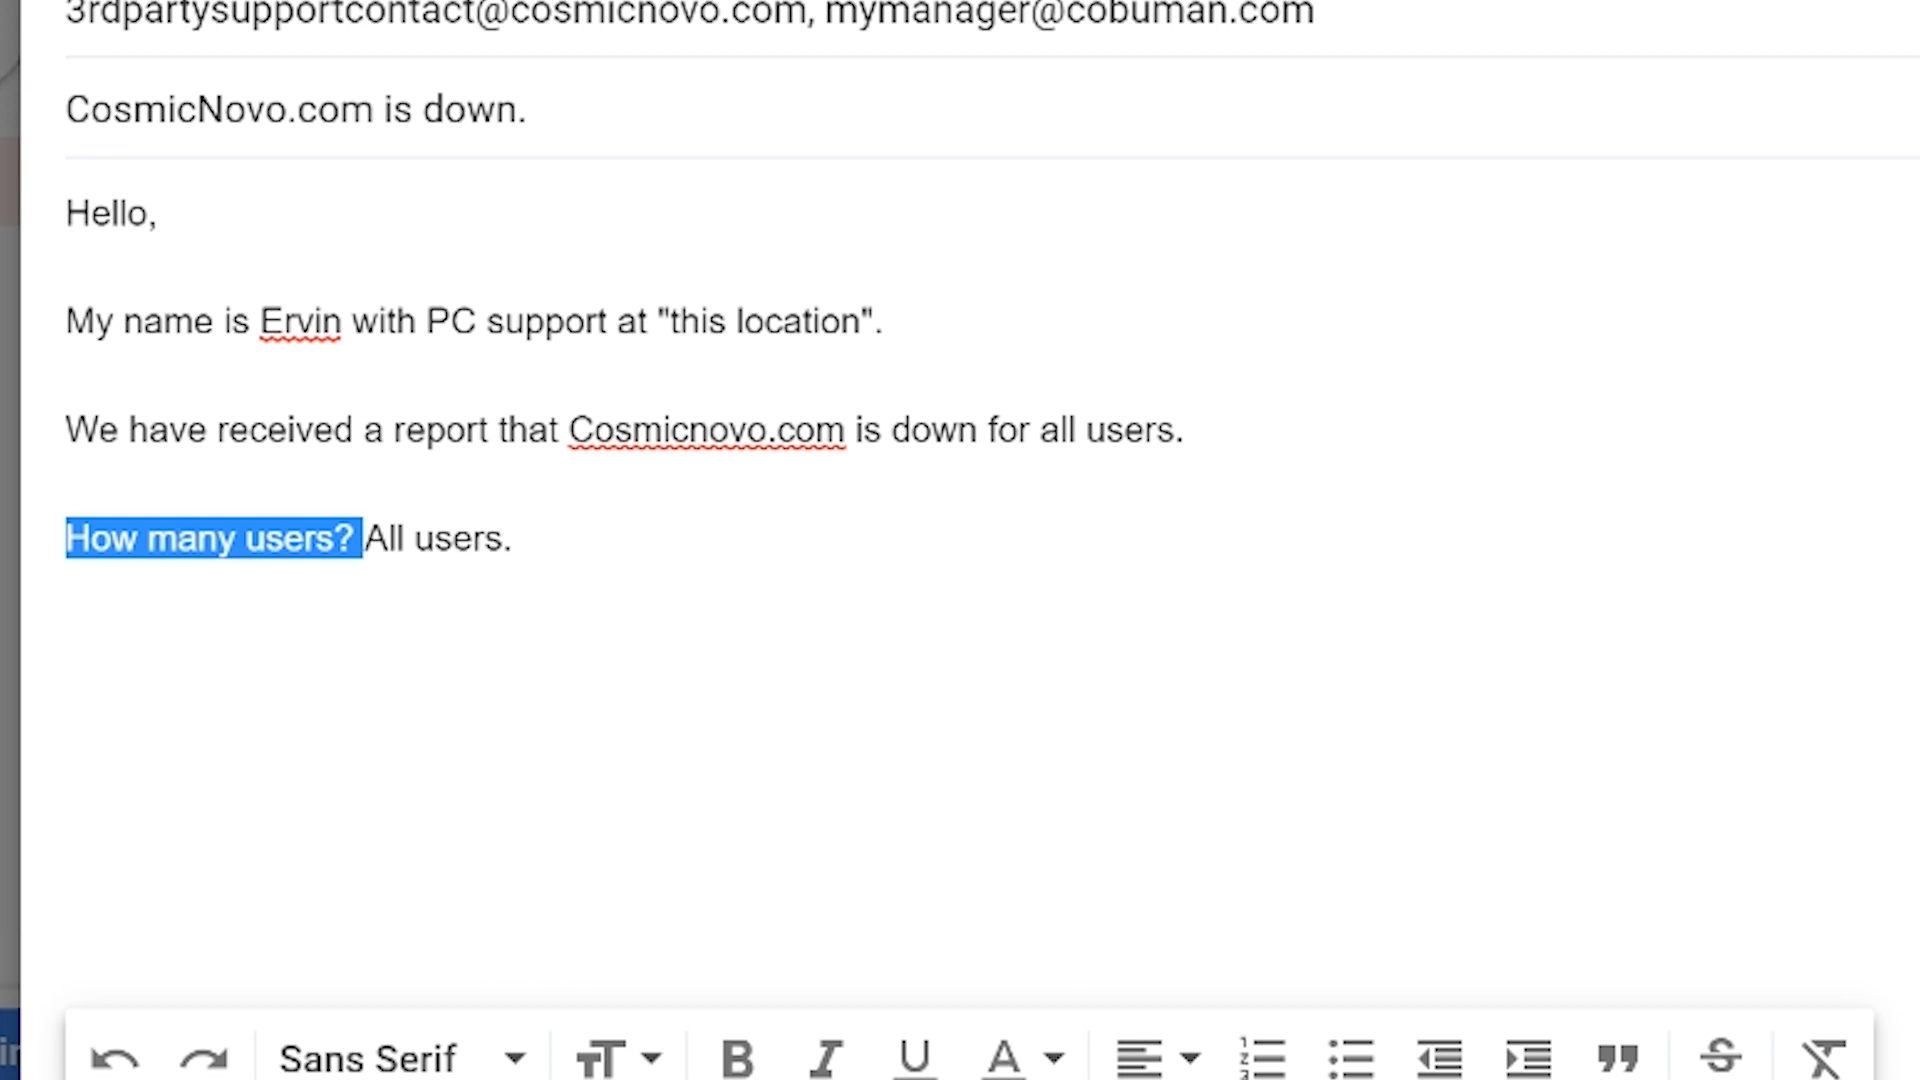 3rdpartysupportcontact@cosmicnovo.com, mymanager@cobuman.com
CosmicNovo.com is down.
Hello,
My name is Ervin with PC support at "this location".
We have received a report that Cosmicnovo.com is down for all users.
How many users? All users.
Sans Serif